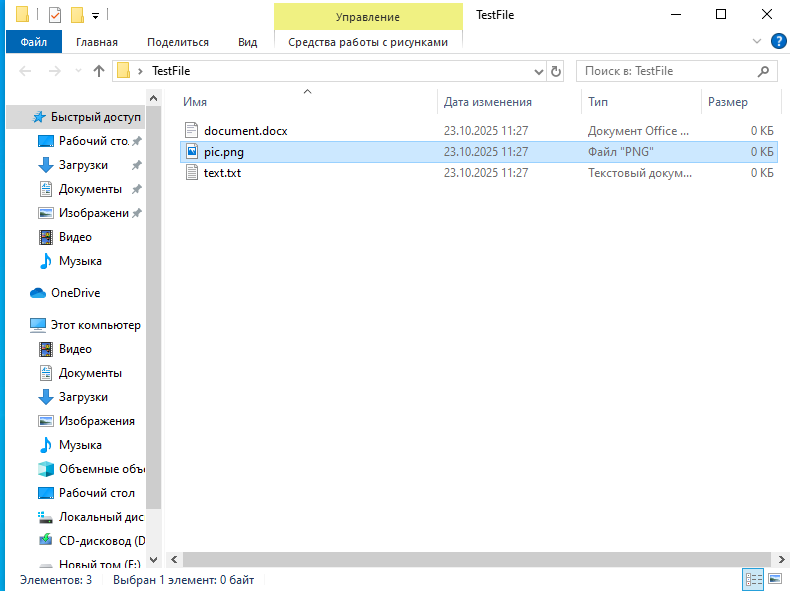 Управление
TestFile
Файл
Главная
Поделиться
Вид
Средства работы с рисунками
TestFile
Поиск в: TestFile
Имя
Дата изменения
Тип
Размер
document.docx 23.10.2025 11:27 Документ Office ... 0 КБ
pic.png 23.10.2025 11:27 Файл "PNG" 0 КБ
text.txt 23.10.2025 11:27 Текстовый докум... 0 КБ
Быстрый доступ
Рабочий сто.
Загрузки
Документы
Изображени
Видео
Музыка
OneDrive
Этот компьютер
Видео
Документы
Загрузки
Изображения
Музыка
Объемные объ
Рабочий стол
Локальный дис
CD-дисковод (D
Новый том (E:)
Элементов: 3
Выбран 1 элемент: 0 байт